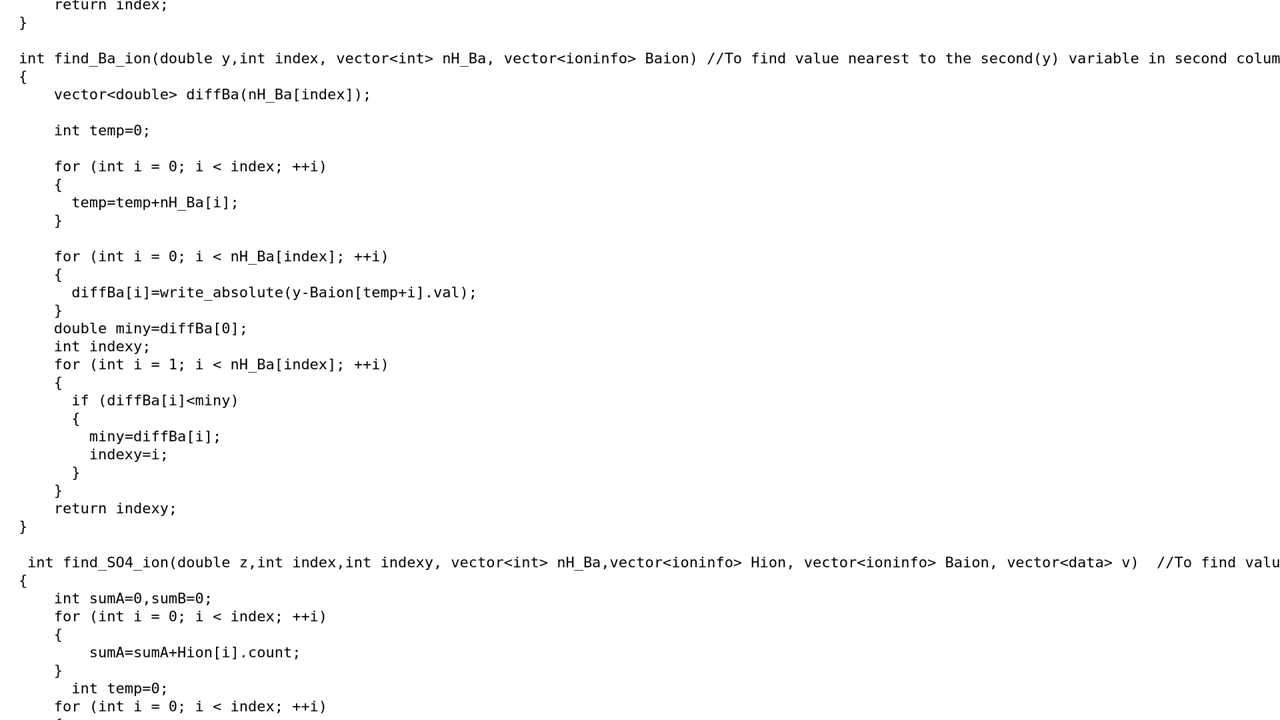 return index;
}

int find_Ba_ion(double y,int index, vector<int> nH_Ba, vector<ioninfo> Baion) //To find value nearest to the second(y) variable in second colum
{
    vector<double> diffBa(nH_Ba[index]);

    int temp=0;

    for (int i = 0; i < index; ++i)
    {
      temp=temp+nH_Ba[i];
    }

    for (int i = 0; i < nH_Ba[index]; ++i)
    {
      diffBa[i]=write_absolute(y-Baion[temp+i].val);
    }
    double miny=diffBa[0];
    int indexy;
    for (int i = 1; i < nH_Ba[index]; ++i)
    {
      if (diffBa[i]<miny)
      {
        miny=diffBa[i];
        indexy=i;
      }
    }
    return indexy;
}

 int find_SO4_ion(double z,int index,int indexy, vector<int> nH_Ba,vector<ioninfo> Hion, vector<ioninfo> Baion, vector<data> v)  //To find valu
{
    int sumA=0,sumB=0;
    for (int i = 0; i < index; ++i)
    {
        sumA=sumA+Hion[i].count;
    }
      int temp=0;
    for (int i = 0; i < index; ++i)